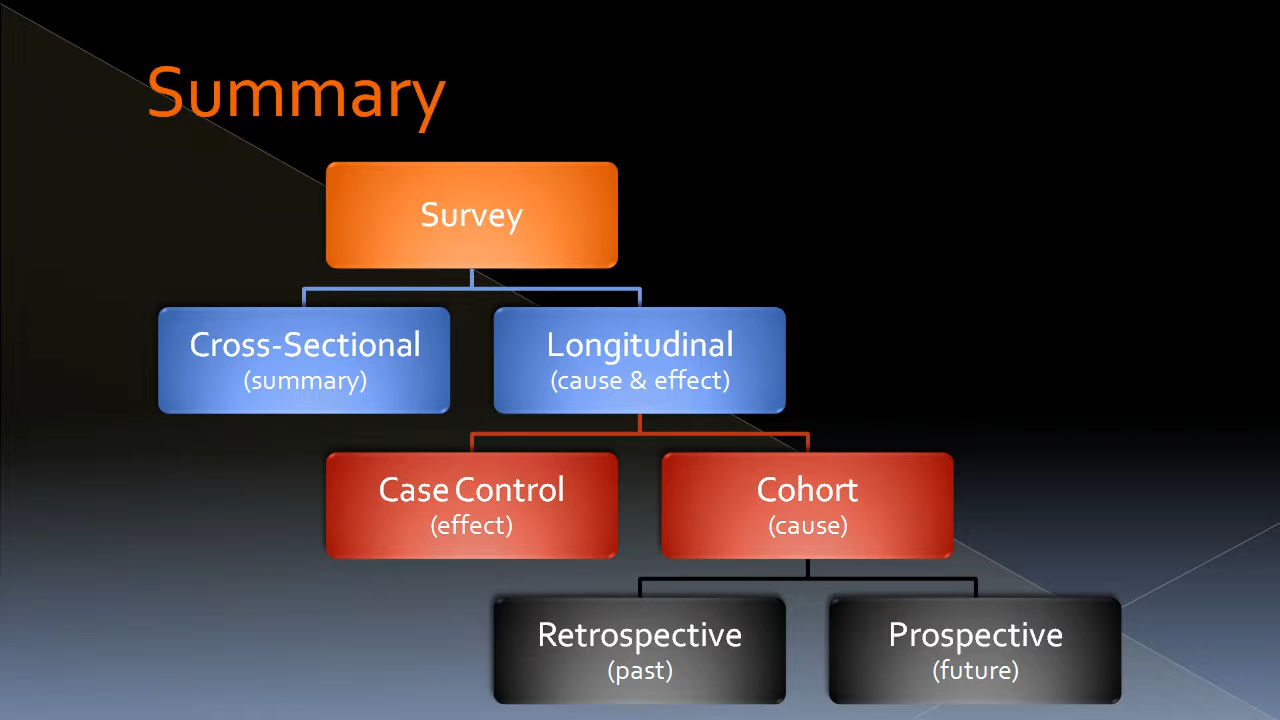 Summary
Survey
Cross-Sectional
(summary)
Longitudinal
(cause & effect)
Case Control
(effect)
Cohort
(cause)
Retrospective
(past)
Prospective
(future)